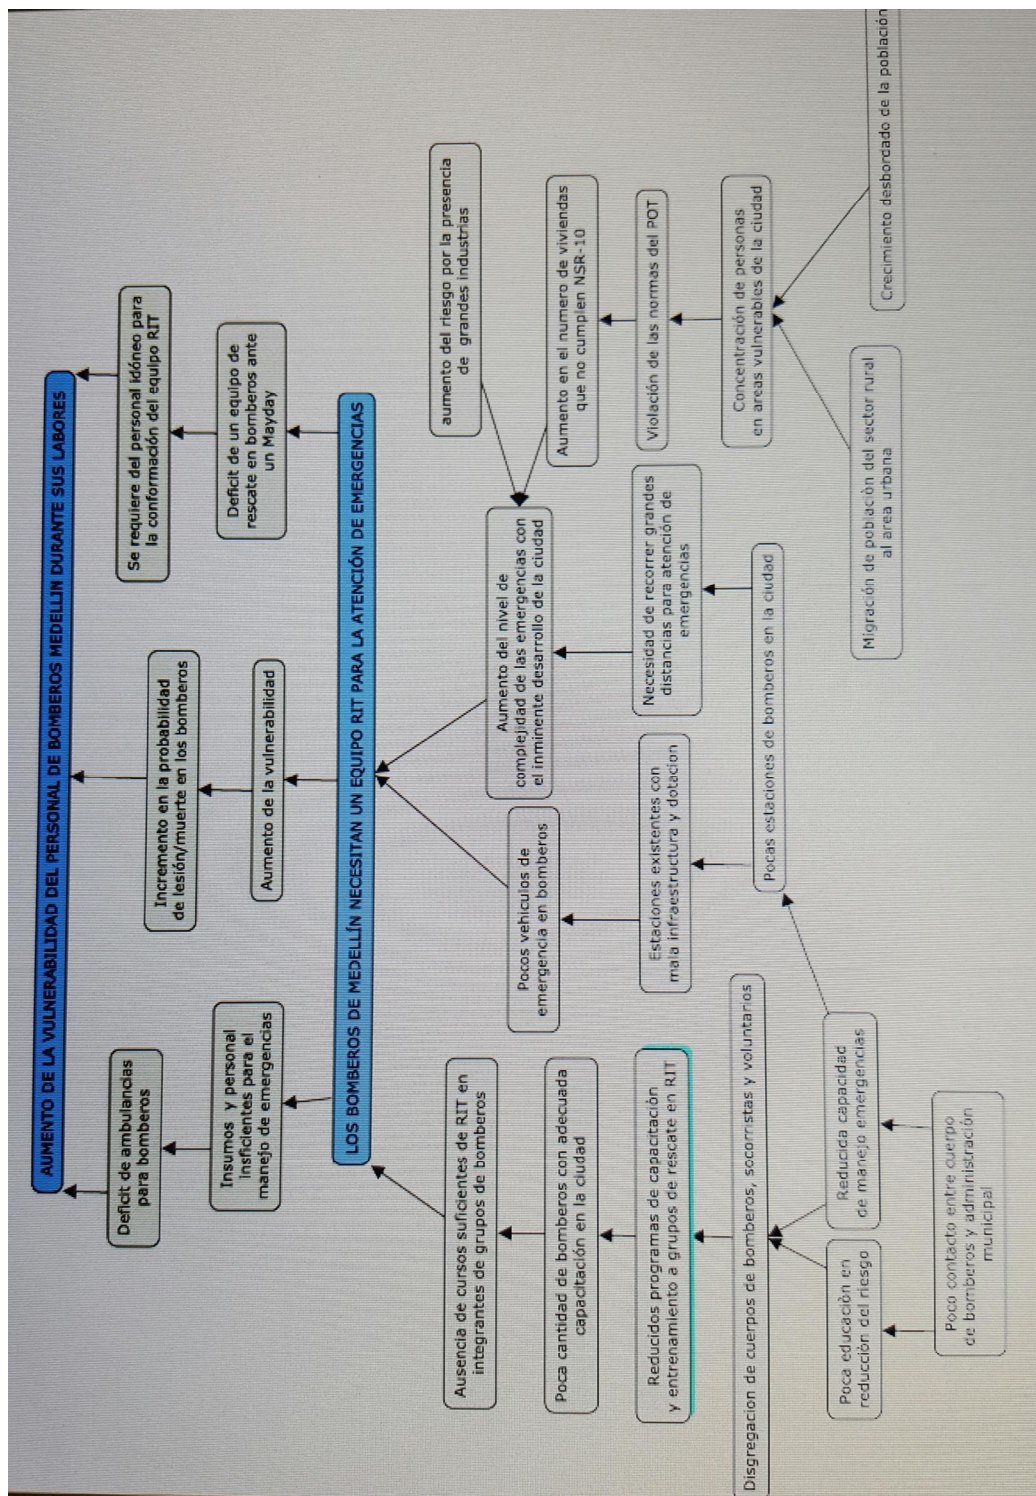 AUMENTO DE LA VULNERABILIDAD DEL PERSONAL DE BOMBEROS MEDELLIN DURANTE SUS LABORES
Deficit de ambulancias
para bomberos
Incremento en la probabilidad
de lesión/muerte en los bomberos
Se requiere del personal idóneo para
la conformación del equipo RIT
Insumos y personal
insficientes para el
manejo de emergencias
Aumento de la vulnerabilidad
Deficit de un equipo de
rescate en bomberos ante
un Mayday
LOS BOMBEROS DE MEDELLÍN NECESITAN UN EQUIPO RIT PARA LA ATENCIÓN DE EMERGENCIAS
Ausencia de cursos suficientes de RIT en
integrantes de grupos de bomberos
Pocos vehiculos de
emergencia en bomberos
Aumento del nivel de
complejidad de las emergencias con
el inminente desarrollo de la ciudad
aumento del riesgo por la presencia
de grandes industrias
Poca cantidad de bomberos con adecuada
capacitación en la ciudad
Aumento en el numero de viviendas
que no cumplen NSR-10
Reducidos programas de capacitación
y entrenamiento a grupos de rescate en RIT
Estaciones existentes con
mala infraestructura y dotacion
Necesidad de recorrer grandes
distancias para atención de
emergencias
Violación de las normas del POT
Disgregacion de cuerpos de bomberos, socorristas y voluntarios
Pocas estaciones de bomberos en la ciudad
Concentración de personas
en areas vulnerables de la ciudad
Poca educación en
reducción del riesgo
Reducida capacidad
de manejo emergencias
Migración de población del sector rural
al area urbana
Crecimiento desbordado de la población
Poco contacto entre cuerpo
de bomberos y administración
municipal